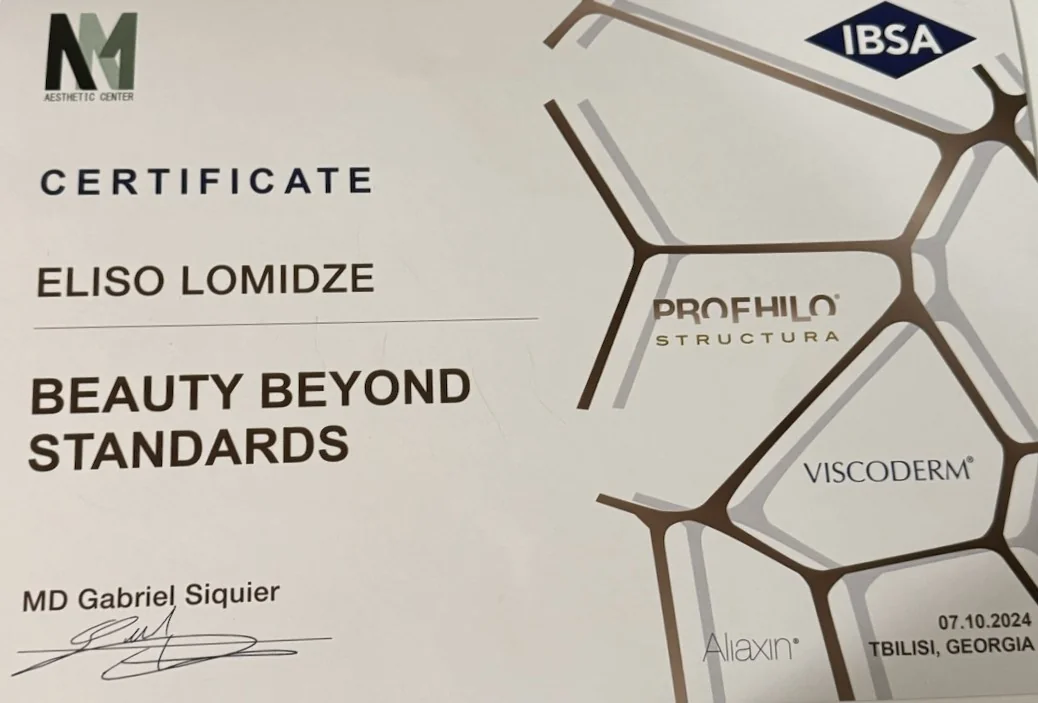 NM
AESTHETIC CENTER
IBSA
CERTIFICATE
ELISO LOMIDZE
PROFHILO®
STRUCTURA
BEAUTY BEYOND
STANDARDS
VISCODERM®
MD Gabriel Siquier
Aliaxin®
07.10.2024
TBILISI, GEORGIA